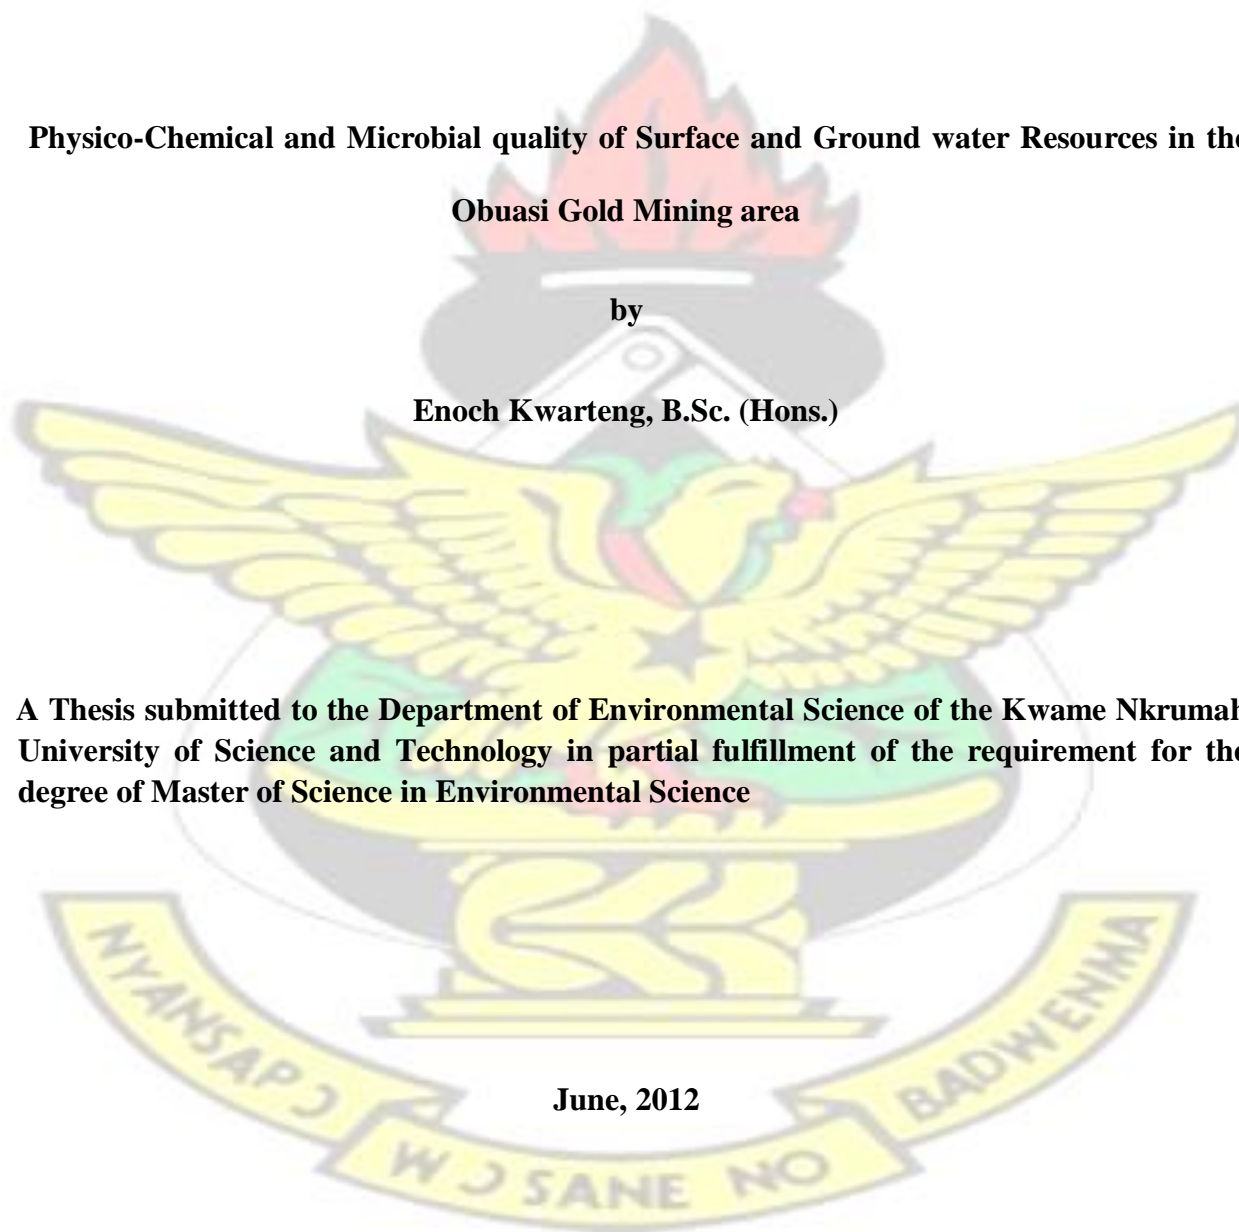 Physico-Chemical and Microbial quality of Surface and Ground water Resources in the
Obuasi Gold Mining area
by
Enoch Kwarteng, B.Sc. (Hons.)
A Thesis submitted to the Department of Environmental Science of the Kwame Nkrumah
University of Science and Technology in partial fulfillment of the requirement for the
degree of Master of Science in Environmental Science
June, 2012
NYANSAPƆ
WƆ SANE NO
BADWENMA